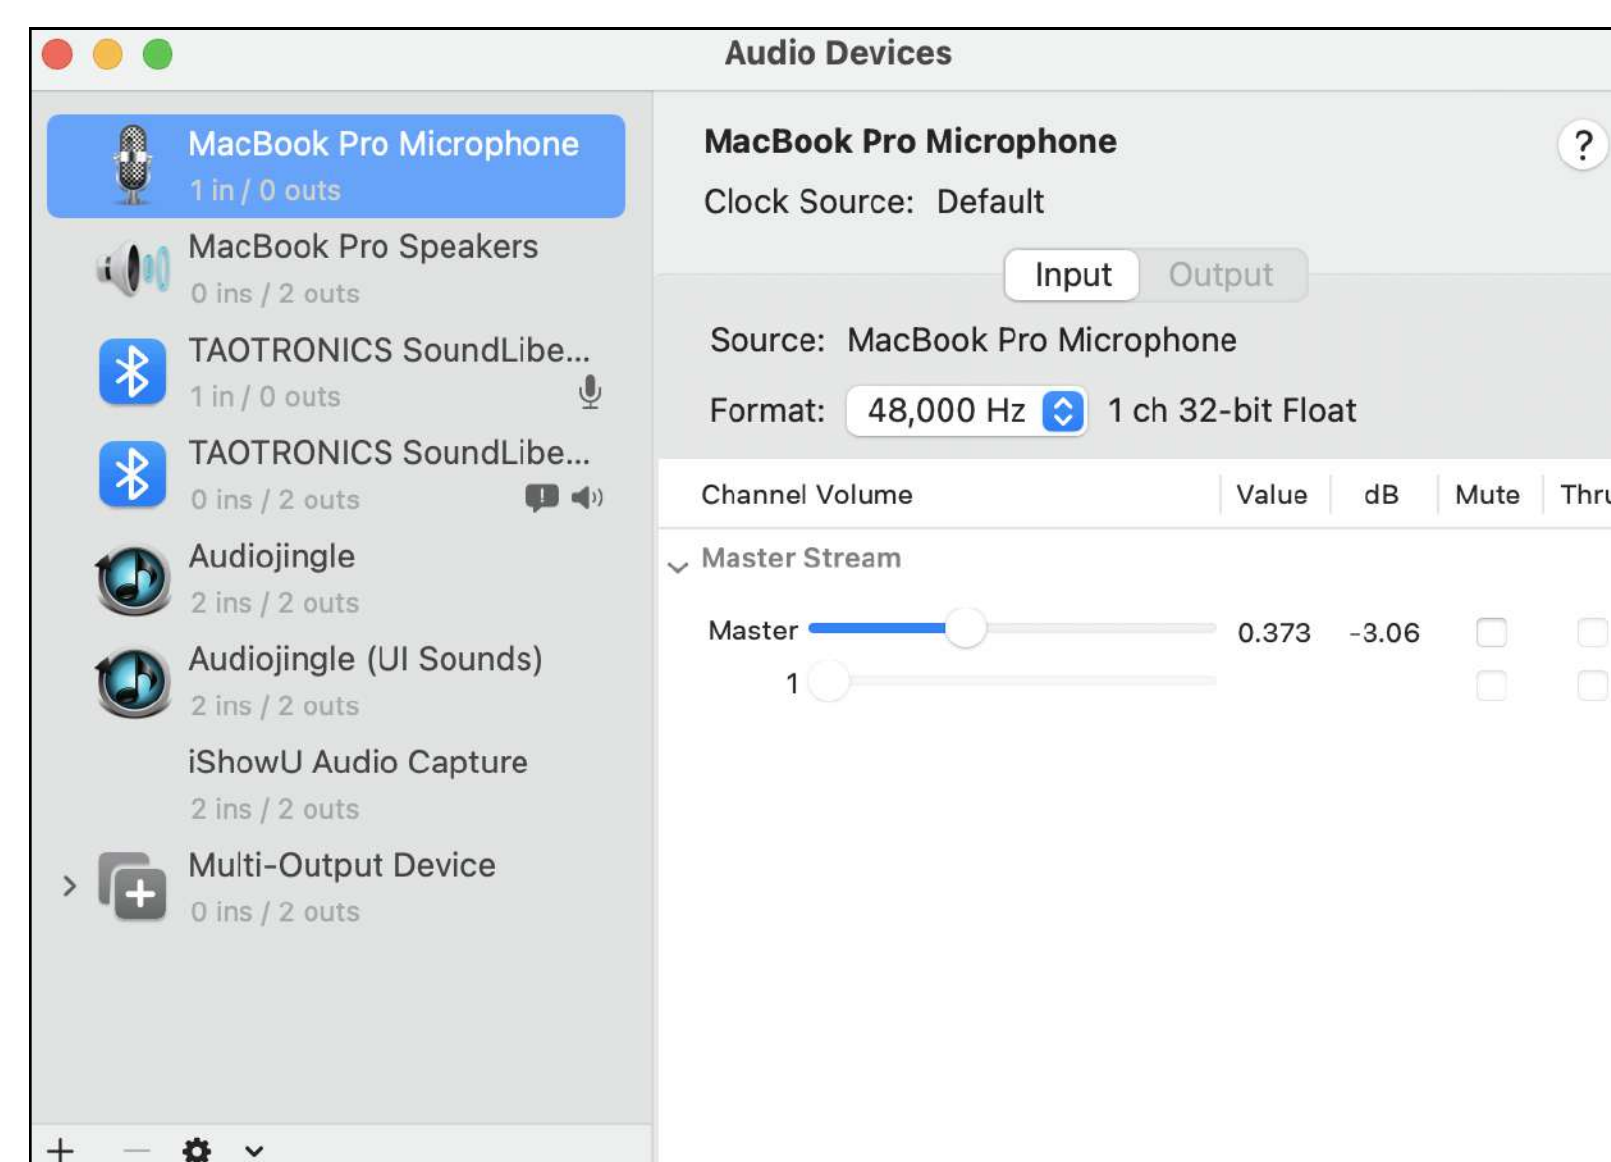 Audio Devices
MacBook Pro Microphone
1 in / 0 outs
MacBook Pro Speakers
0 ins / 2 outs
TAOTRONICS SoundLibe...
1 in / 0 outs
TAOTRONICS SoundLibe...
0 ins / 2 outs
Audiojingle
2 ins / 2 outs
Audiojingle (UI Sounds)
2 ins / 2 outs
iShowU Audio Capture
2 ins / 2 outs
Multi-Output Device
0 ins / 2 outs
MacBook Pro Microphone
?
Clock Source: Default
Input Output
Source: MacBook Pro Microphone
Format: 48,000 Hz 1 ch 32-bit Float
Channel Volume Value dB Mute Thru
Master Stream
Master 0.373 -3.06
1